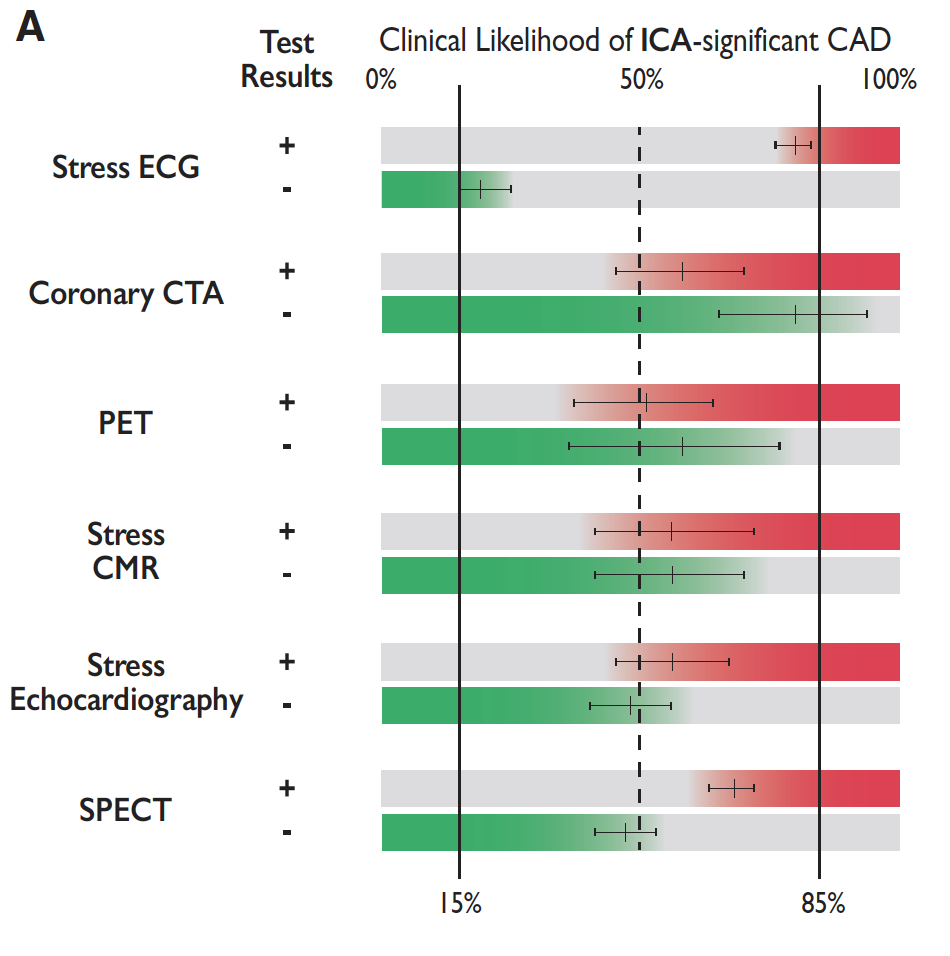 A
Test
Results
Clinical Likelihood of ICA-significant CAD
0%
50%
100%
Stress ECG
+
-
Coronary CTA
+
-
PET
+
-
Stress
CMR
+
-
Stress
Echocardiography
+
-
SPECT
+
-
15%
85%